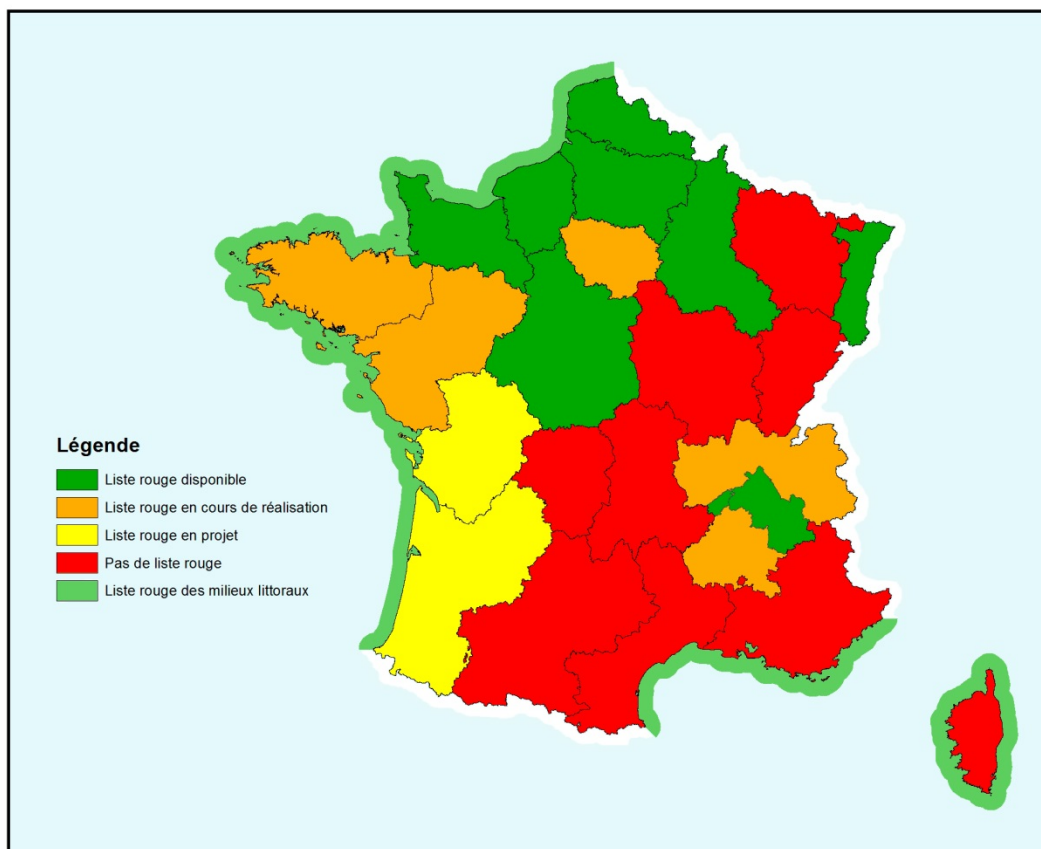 Légende
Liste rouge disponible
Liste rouge en cours de réalisation
Liste rouge en projet
Pas de liste rouge
Liste rouge des milieux littoraux